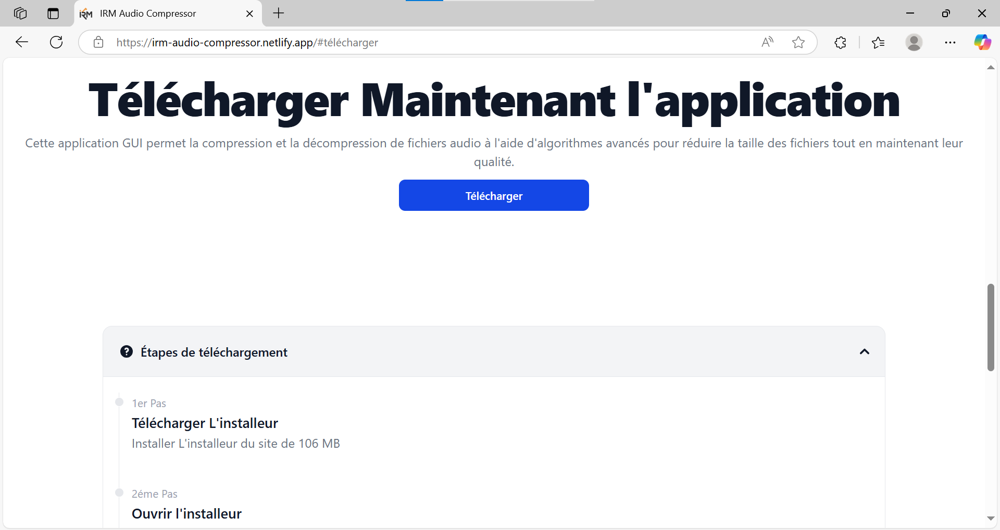 IRM Audio Compressor
https://irm-audio-compressor.netlify.app/#télécharger
Télécharger Maintenant l'application
Cette application GUI permet la compression et la décompression de fichiers audio à l'aide d'algorithmes avancés pour réduire la taille des fichiers tout en maintenant leur
qualité.
Télécharger
Étapes de téléchargement
1er Pas
Télécharger L'installeur
Installer L'installeur du site de 106 MB
2éme Pas
Ouvrir l'installeur